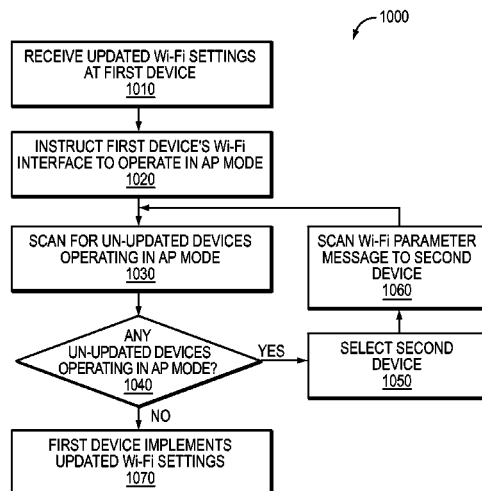 1000
RECEIVE UPDATED Wi-Fi SETTINGS
AT FIRST DEVICE
1010
INSTRUCT FIRST DEVICE'S Wi-Fi
INTERFACE TO OPERATE IN AP MODE
1020
SCAN FOR UN-UPDATED DEVICES
OPERATING IN AP MODE
1030
SCAN Wi-Fi PARAMETER
MESSAGE TO SECOND
DEVICE
1060
ANY
UN-UPDATED DEVICES
OPERATING IN AP MODE?
1040
YES
SELECT SECOND
DEVICE
1050
NO
FIRST DEVICE IMPLEMENTS
UPDATED Wi-Fi SETTINGS
1070